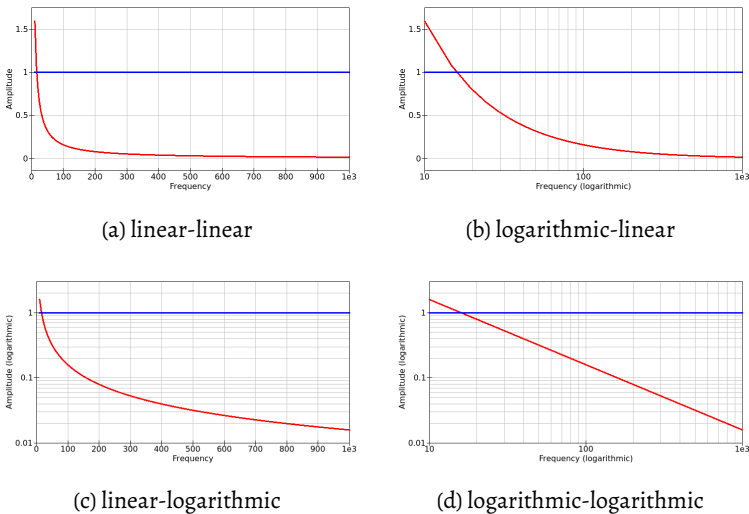 1.5
1
0.5
0
Amplitude
0 100 200 300 400 500 600 700 800 900 1e3
Frequency
(a) linear-linear
1.5
1
0.5
0
Amplitude
10 100 1e3
Frequency (logarithmic)
(b) logarithmic-linear
1
0.1
0.01
Amplitude (logarithmic)
0 100 200 300 400 500 600 700 800 900 1e3
Frequency
(c) linear-logarithmic
1
0.1
0.01
Amplitude (logarithmic)
10 100 1e3
Frequency (logarithmic)
(d) logarithmic-logarithmic